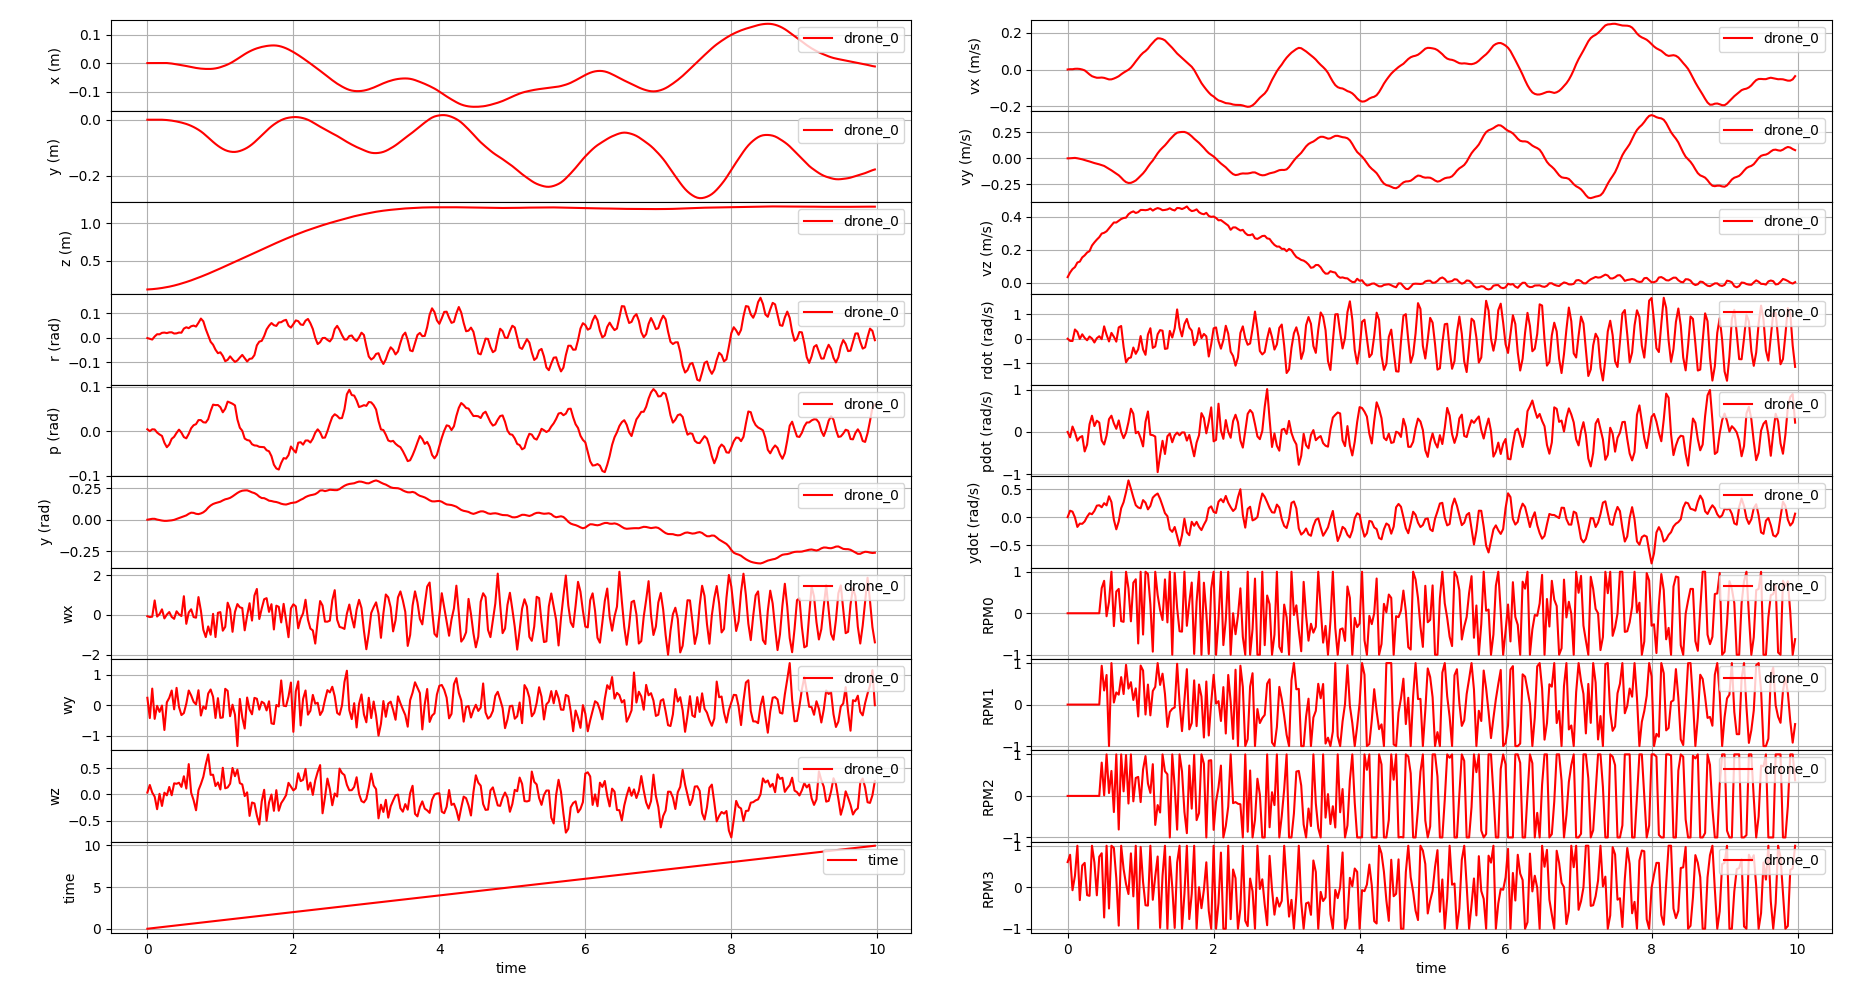 0.1
0.0
−0.1
x (m)
drone_0
0.0
−0.2
y (m)
drone_0
1.0
0.5
z (m)
drone_0
0.1
0.0
−0.1
r (rad)
drone_0
0.1
0.0
−0.1
p (rad)
drone_0
0.25
0.00
−0.25
y (rad)
drone_0
2
0
−2
wx
drone_0
1
0
−1
wy
drone_0
0.5
0.0
−0.5
wz
drone_0
10
5
0
time
time
0 2 4 6 8 10
time
0.2
0.0
−0.2
vx (m/s)
drone_0
0.25
0.00
−0.25
vy (m/s)
drone_0
0.4
0.2
0.0
vz (m/s)
drone_0
1
0
−1
rdot (rad/s)
drone_0
1
0
−1
pdot (rad/s)
drone_0
0.5
0.0
−0.5
ydot (rad/s)
drone_0
1
0
−1
RPM0
drone_0
1
0
−1
RPM1
drone_0
1
0
−1
RPM2
drone_0
1
0
−1
RPM3
drone_0
0 2 4 6 8 10
time